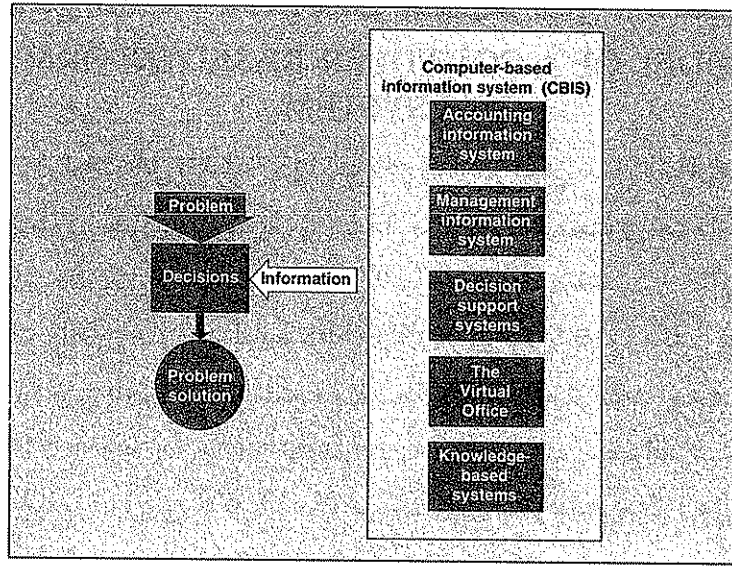 Computer-based
information system (CBIS)
Accounting
information
system
Management
information
system
Decision
support
systems
The
Virtual
Office
Knowledge-
based
systems
Problem
Decisions
Information
Problem
solution